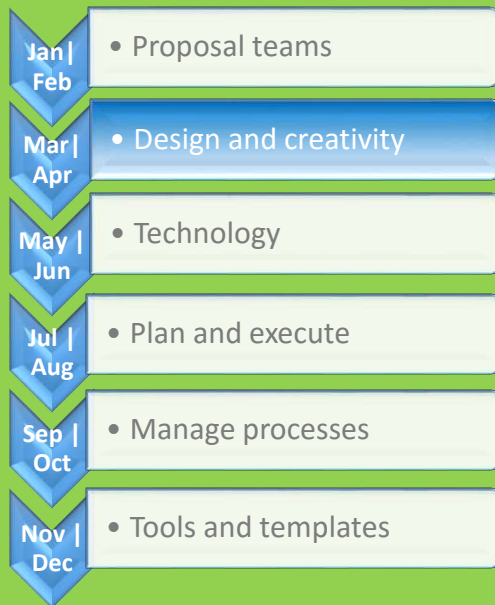 Jan|
Feb
• Proposal teams
Mar|
Apr
• Design and creativity
May |
Jun
• Technology
Jul |
Aug
• Plan and execute
Sep |
Oct
• Manage processes
Nov |
Dec
• Tools and templates